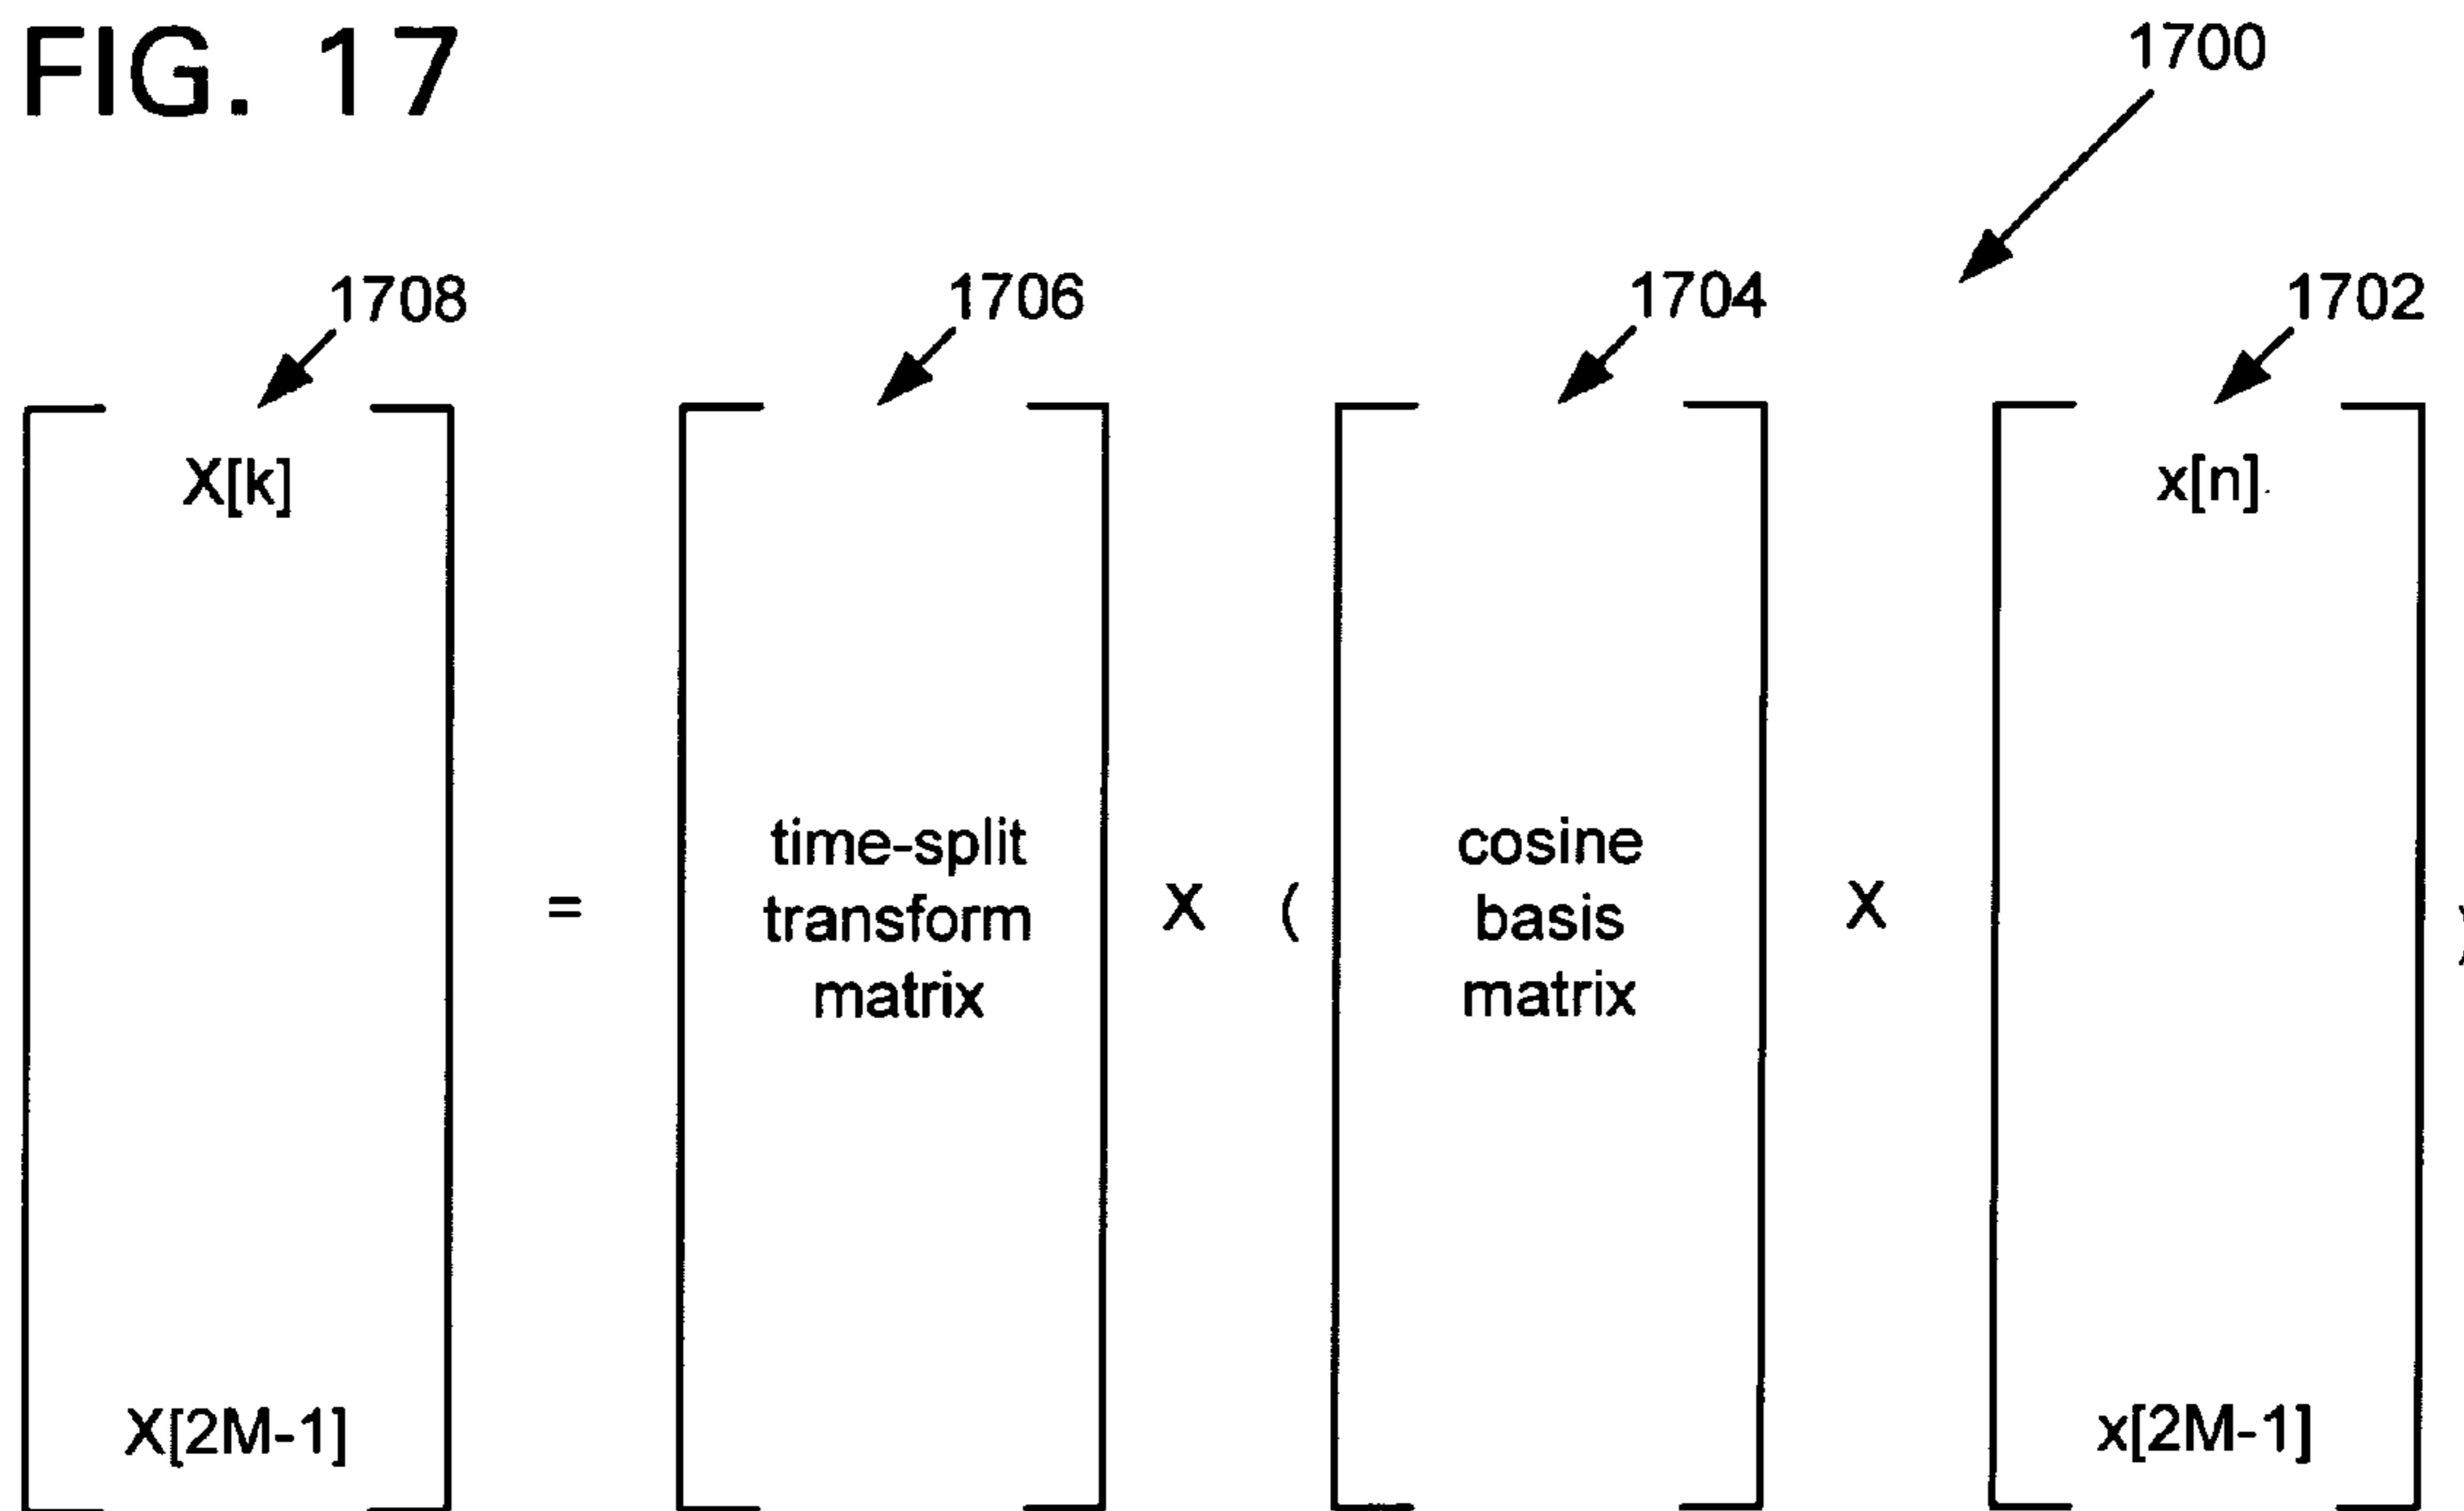 FIG. 17
1700
1708
1706
1704
1702
X[k]
x[n]
=
time-split
transform
matrix
X
(
cosine
basis
matrix
X
X[2M-1]
x[2M-1]